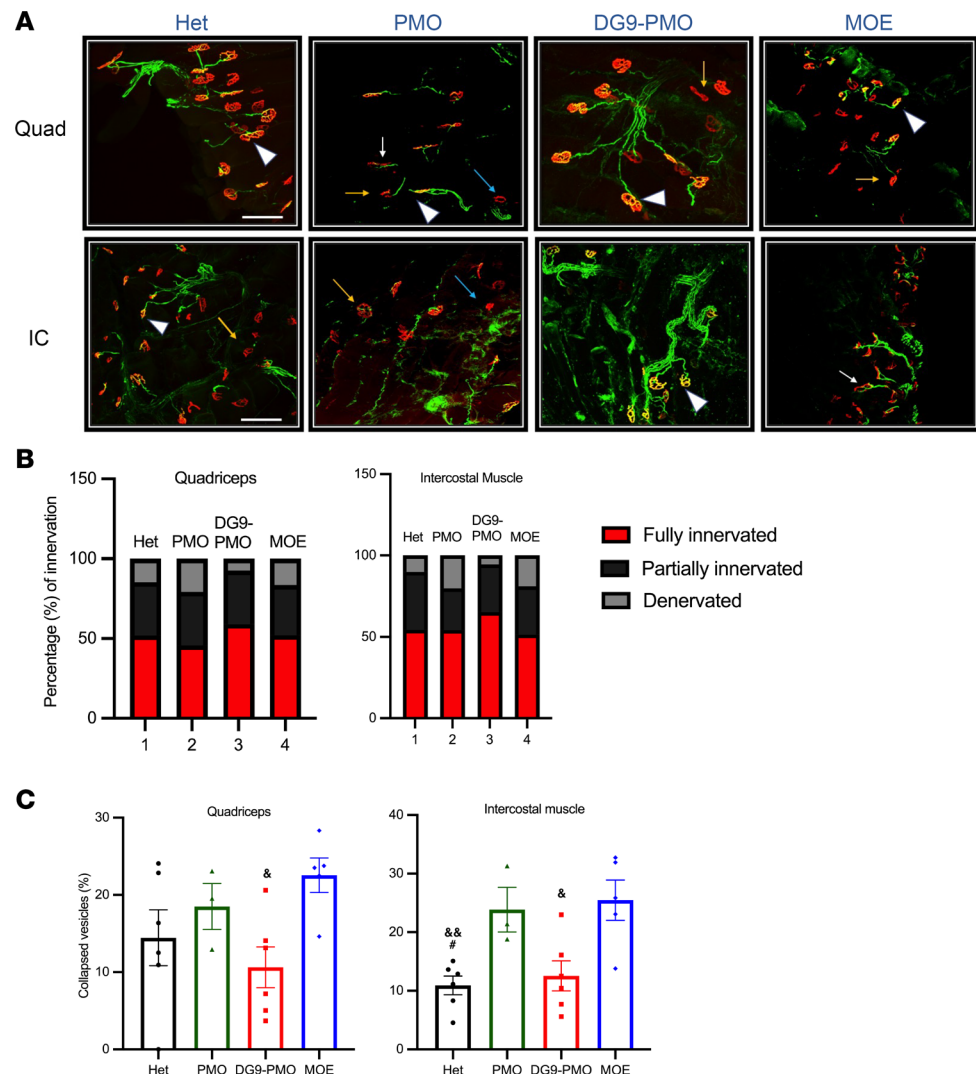 A
Het
PMO
DG9-PMO
MOE
Quad
IC
B
Quadriceps
Percentage (%) of innervation
150
100
50
0
Het
PMO
DG9-
PMO
MOE
1
2
3
4
Intercostal Muscle
150
100
50
0
Het
PMO
DG9-
PMO
MOE
1
2
3
4
Fully innervated
Partially innervated
Denervated
C
Quadriceps
Collapsed vesicles (%)
30
20
10
0
&
Het
PMO
DG9-PMO
MOE
Intercostal muscle
40
30
20
10
0
&&
#
&
Het
PMO
DG9-PMO
MOE